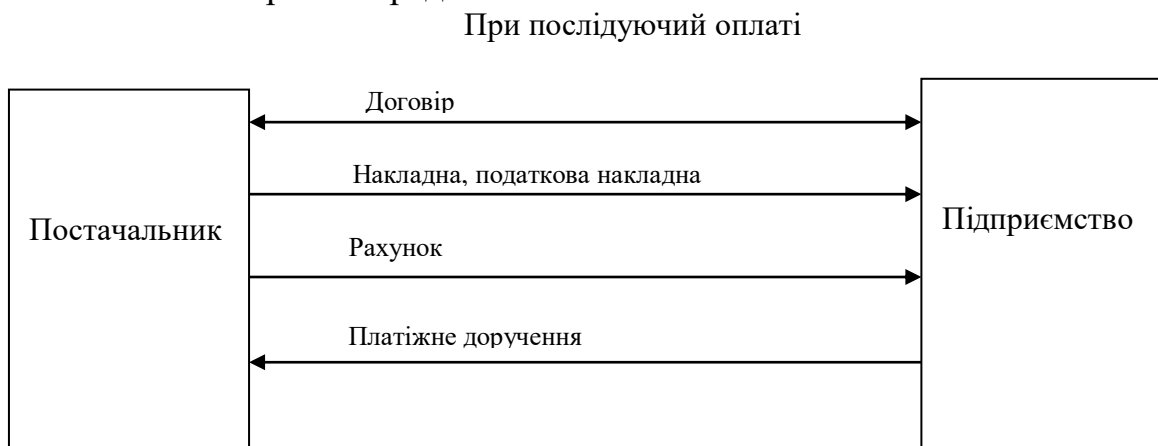 При послідуючий оплаті
Договір
Накладна, податкова накладна
Постачальник
Підприємство
Рахунок
Платіжне доручення